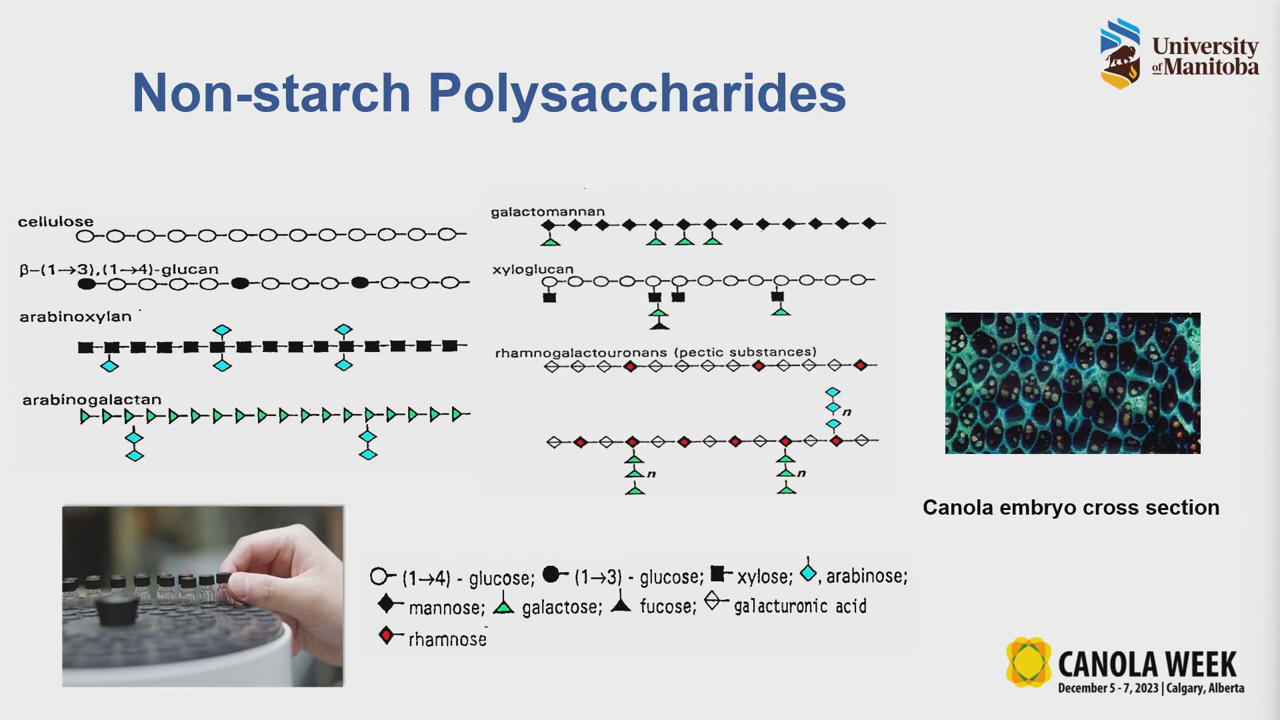 University
of Manitoba
Non-starch Polysaccharides
cellulose
β-(1→3),(1→4)-glucan
arabinoxylan
arabinogalactan
galactomannan
xyloglucan
rhamnogalactouronans (pectic substances)
n
n
n
Canola embryo cross section
(1→4) - glucose; (1→3) - glucose; xylose; , arabinose;
mannose; galactose; fucose; galacturonic acid
rhamnose
CANOLA WEEK
December 5 - 7, 2023 | Calgary, Alberta